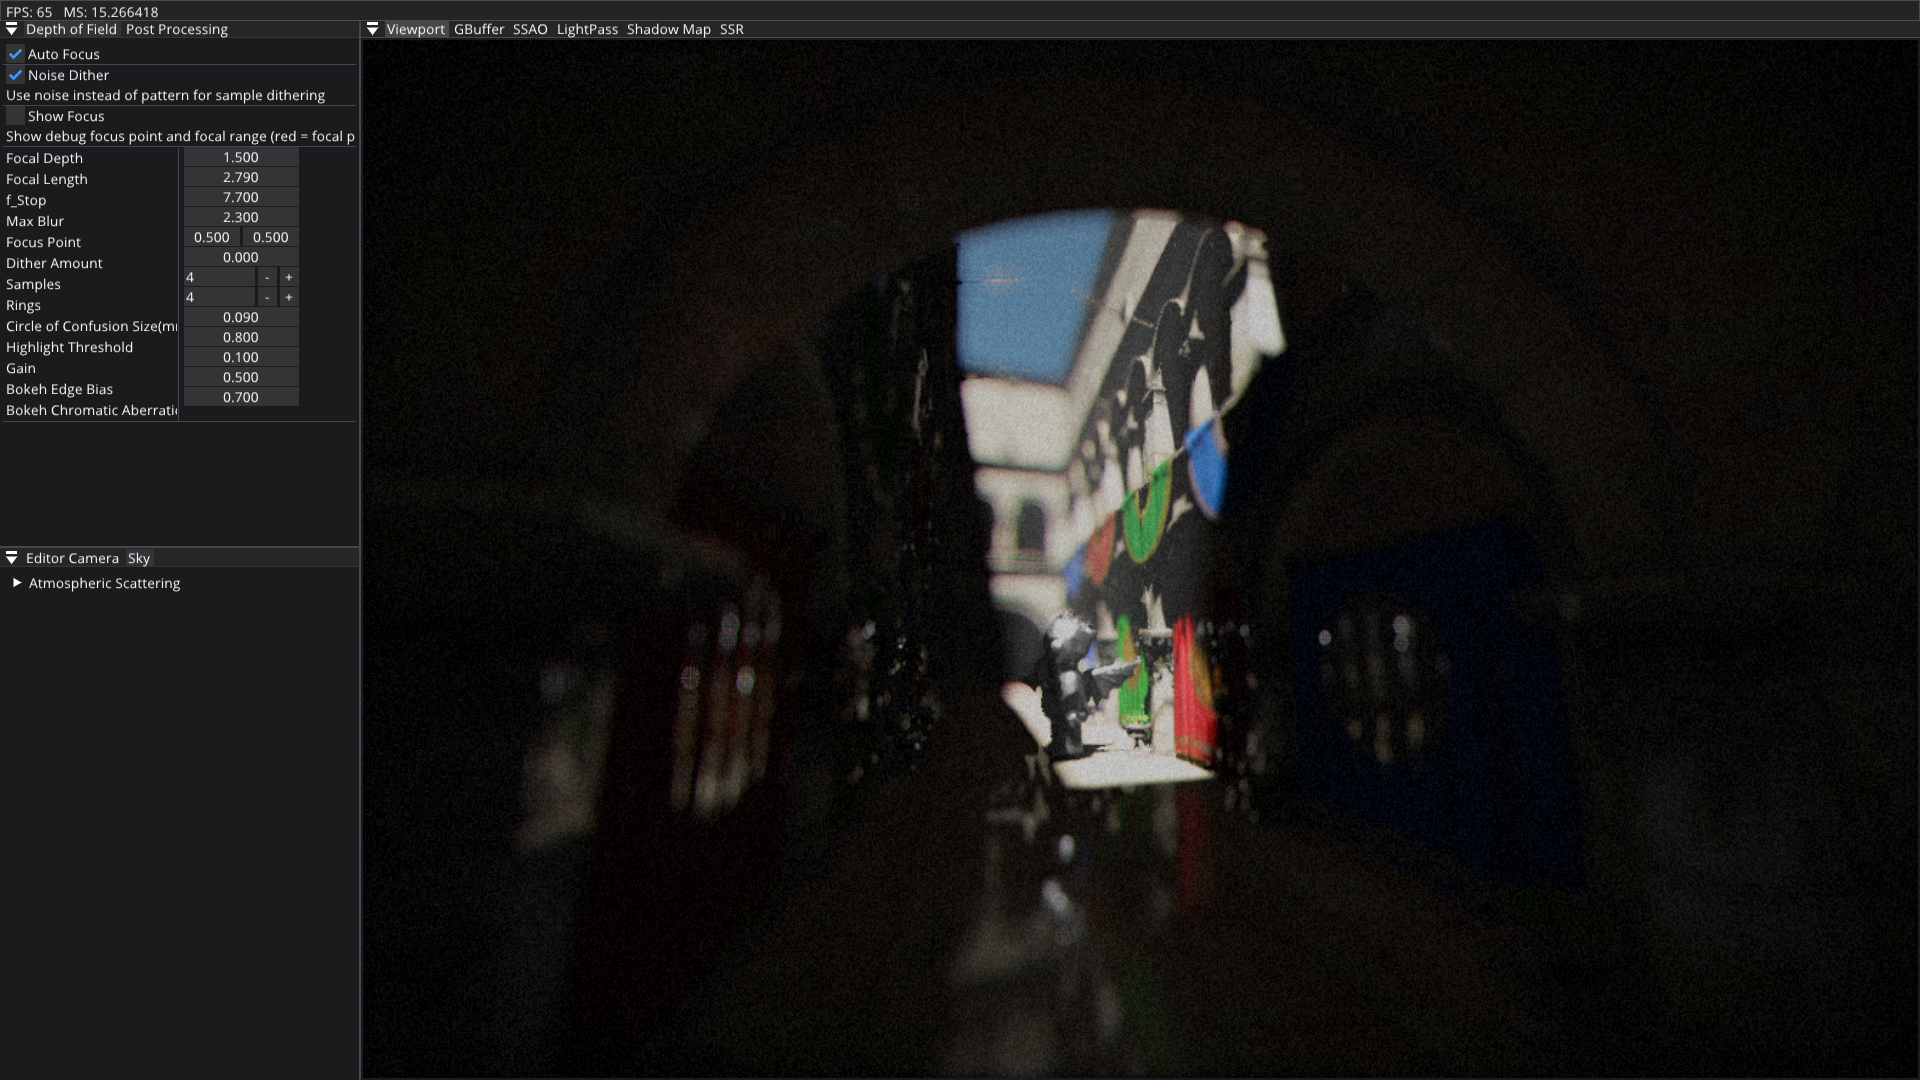 FPS: 65 MS: 15.266418
Depth of Field Post Processing
Auto Focus
Noise Dither
Use noise instead of pattern for sample dithering
Show Focus
Show debug focus point and focal range (red = focal p
Focal Depth 1.500
Focal Length 2.790
f_Stop 7.700
Max Blur 2.300
Focus Point 0.500 0.500
Dither Amount 0.000
Samples 4 - +
Rings 4 - +
Circle of Confusion Size(m 0.090
Highlight Threshold 0.800
Gain 0.100
Bokeh Edge Bias 0.500
Bokeh Chromatic Aberrati 0.700
Editor Camera Sky
Atmospheric Scattering
Viewport GBuffer SSAO LightPass Shadow Map SSR